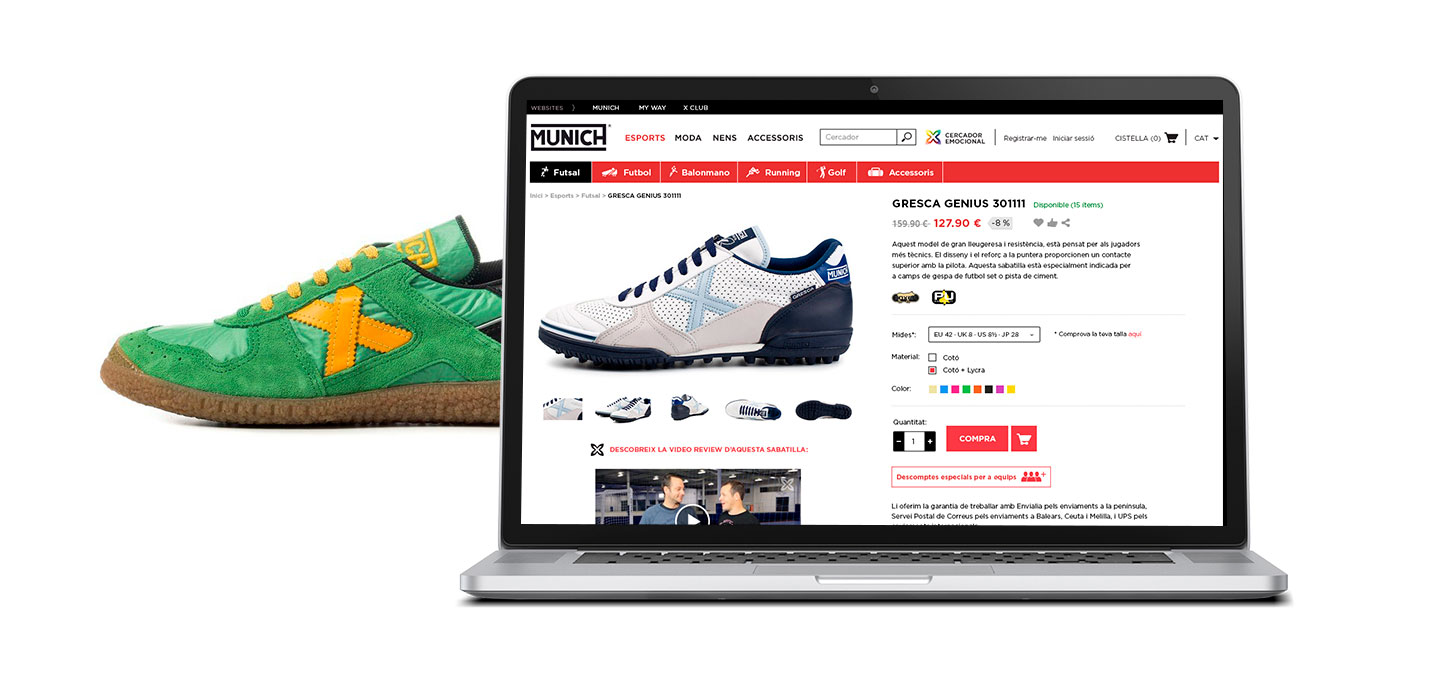 WEBSITES 〉 MUNICH MY WAY X CLUB
MUNICH ESPORTS MODA NENS ACCESSORIS Cercador CERCADOR EMOCIONAL Registrar-me Iniciar sessió CISTELLA (0) CAT
Futsal Futbol Balonmano Running Golf Accessoris
Inici > Esports > Futsal > GRESCA GENIUS 301111
GRESCA GENIUS 301111 Disponible (15 items)
159.90 € 127.90 € -8 %
Aquest model de gran lleugeresa i resistència, està pensat per als jugadors
més tècnics. El disseny i el reforç a la puntera proporcionen un contacte
superior amb la pilota. Aquesta sabatilla està especialment indicada per
a camps de gespa de futbol set o pista de ciment.
MUNICH
GRESCA
Mides*: EU 42 · UK 8 · US 8½ · JP 28 * Comprova la teva talla aquí
Material: Cotó
Cotó + Lycra
Color:
Quantitat:
− 1 + COMPRA
DESCOBREIX LA VIDEO REVIEW D'AQUESTA SABATILLA:
Descomptes especials per a equips
Li oferim la garantia de treballar amb Envialia pels enviaments a la península,
Servei Postal de Correus pels enviaments a Balears, Ceuta i Melilla, i UPS pels
MUNICH